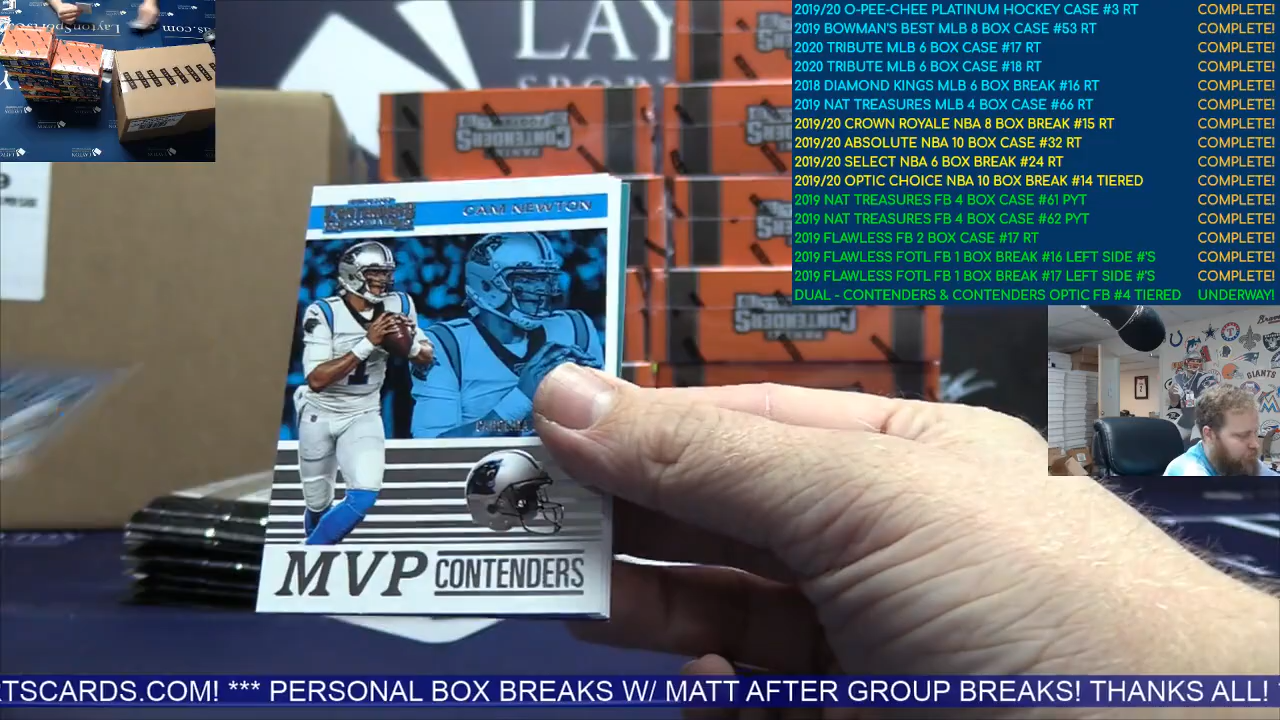 2019/20 O-PEE-CHEE PLATINUM HOCKEY CASE #3 RT COMPLETE!
2019 BOWMAN'S BEST MLB 8 BOX CASE #53 RT COMPLETE!
2020 TRIBUTE MLB 6 BOX CASE #17 RT COMPLETE!
2020 TRIBUTE MLB 6 BOX CASE #18 RT COMPLETE!
2018 DIAMOND KINGS MLB 6 BOX BREAK #16 RT COMPLETE!
2019 NAT TREASURES MLB 4 BOX CASE #66 RT COMPLETE!
2019/20 CROWN ROYALE NBA 8 BOX BREAK #15 RT COMPLETE!
2019/20 ABSOLUTE NBA 10 BOX CASE #32 RT COMPLETE!
2019/20 SELECT NBA 6 BOX BREAK #24 RT COMPLETE!
2019/20 OPTIC CHOICE NBA 10 BOX BREAK #14 TIERED COMPLETE!
2019 NAT TREASURES FB 4 BOX CASE #61 PYT COMPLETE!
2019 NAT TREASURES FB 4 BOX CASE #62 PYT COMPLETE!
2019 FLAWLESS FB 2 BOX CASE #17 RT COMPLETE!
2019 FLAWLESS FOTL FB 1 BOX BREAK #16 LEFT SIDE #'S COMPLETE!
2019 FLAWLESS FOTL FB 1 BOX BREAK #17 LEFT SIDE #'S COMPLETE!
DUAL - CONTENDERS & CONTENDERS OPTIC FB #4 TIERED UNDERWAY!
LAY
CONTENDERS
CONTENDERS
CAM NEWTON
MVP CONTENDERS
GIANTS
RTSCARDS.COM! *** PERSONAL BOX BREAKS W/ MATT AFTER GROUP BREAKS! THANKS ALL!